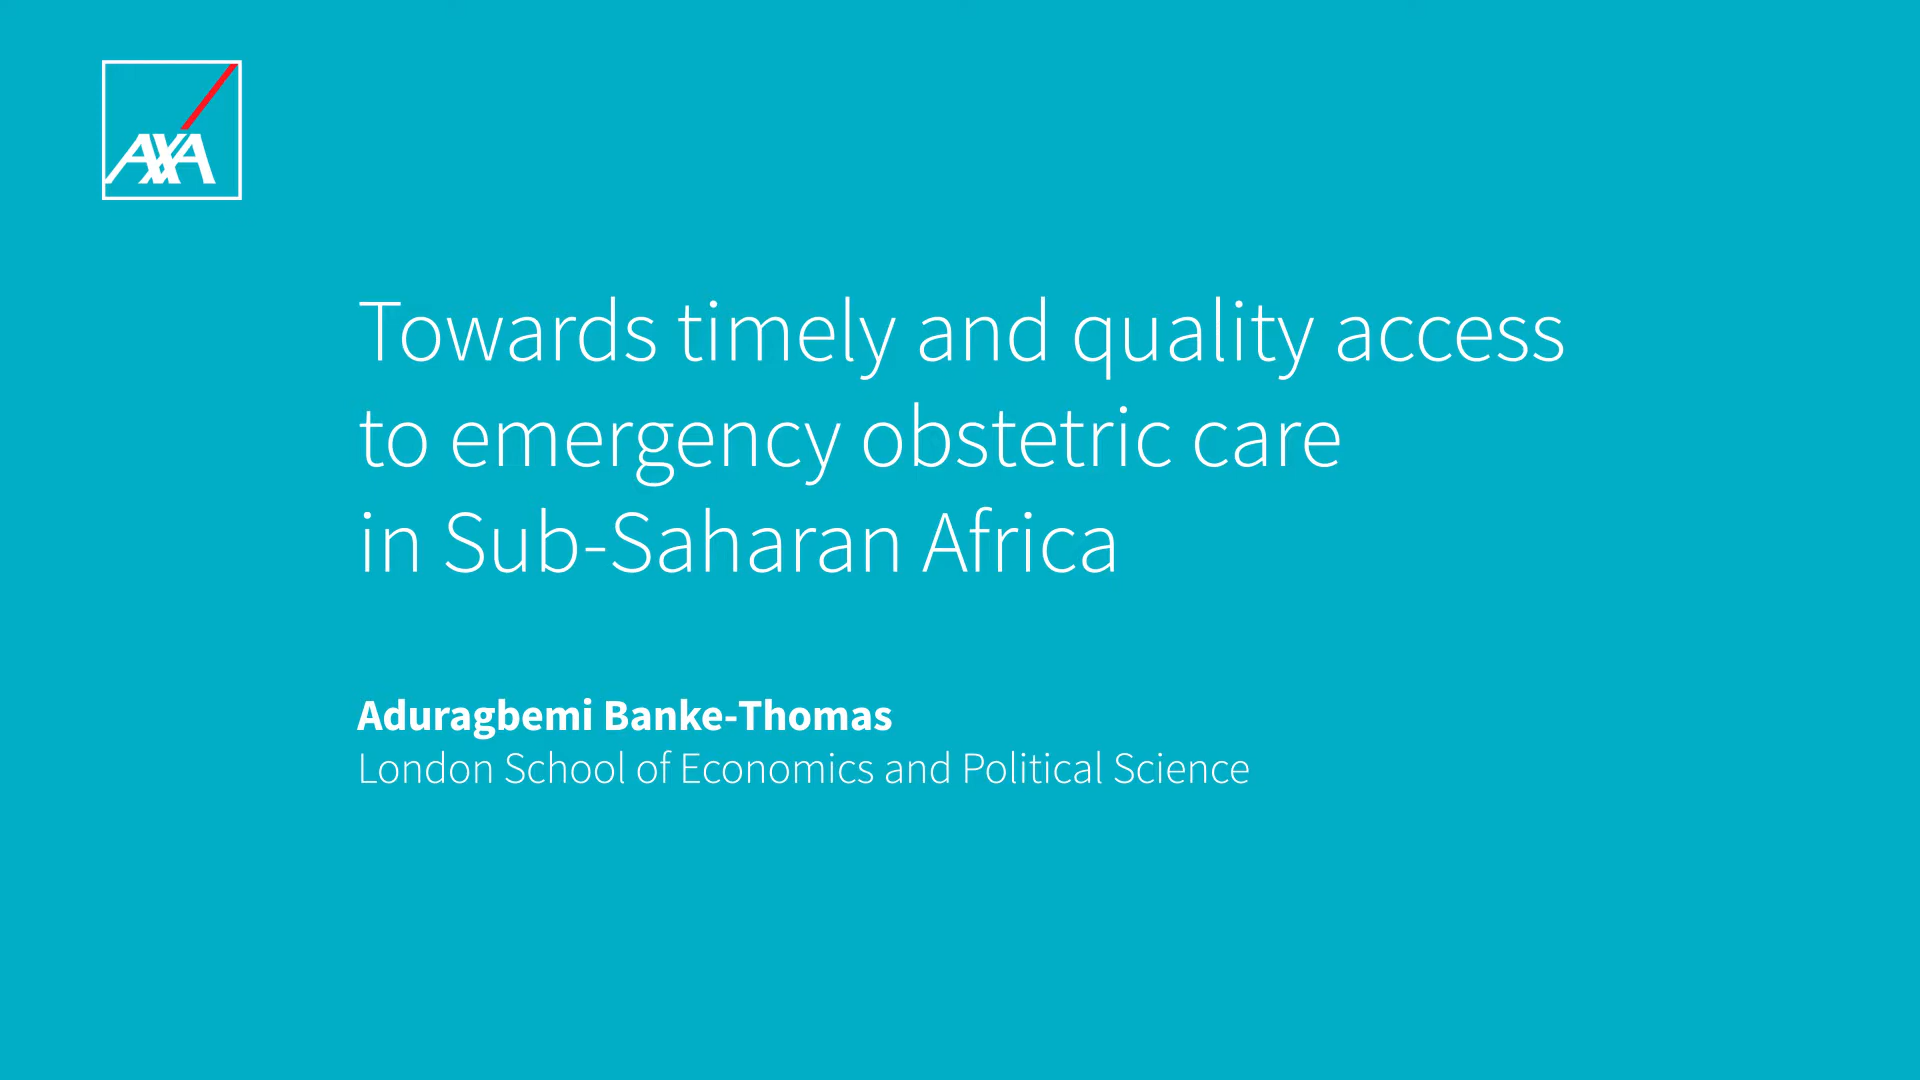 AXA
Towards timely and quality access
to emergency obstetric care
in Sub-Saharan Africa
Aduragbemi Banke-Thomas
London School of Economics and Political Science